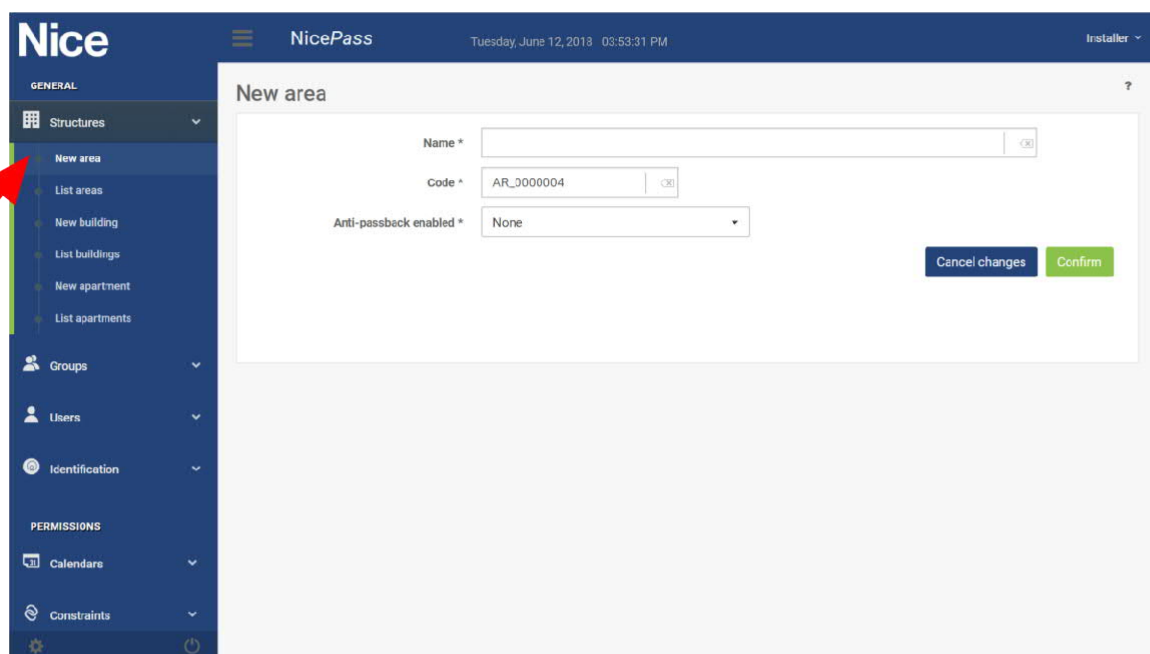 Nice
NicePass
Tuesday, June 12, 2018 03:53:31 PM
Installer
GENERAL
Structures
New area
List areas
New building
List buildings
New apartment
List apartments
Groups
Users
Identification
PERMISSIONS
Calendars
Constraints
New area
?
Name *
Code * AR_0000004
Anti-passback enabled * None
Cancel changes Confirm